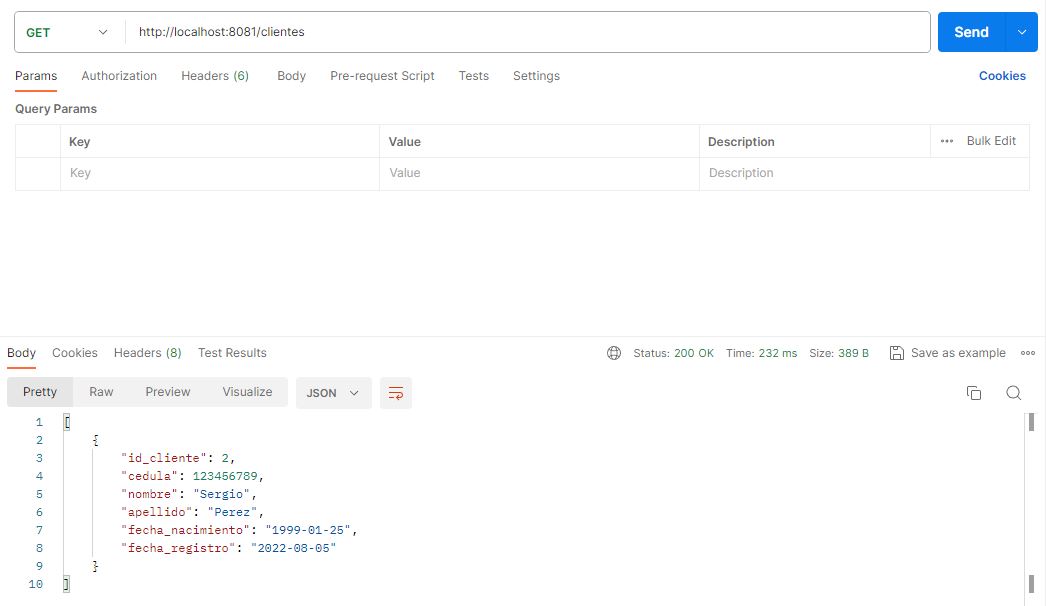 GET http://localhost:8081/clientes Send
Params Authorization Headers (6) Body Pre-request Script Tests Settings Cookies
Query Params
Key Value Description ••• Bulk Edit
Key Value Description
Body Cookies Headers (8) Test Results Status: 200 OK Time: 232 ms Size: 389 B Save as example
Pretty Raw Preview Visualize JSON
1 [
2 {
3 "id_cliente": 2,
4 "cedula": 123456789,
5 "nombre": "Sergio",
6 "apellido": "Perez",
7 "fecha_nacimiento": "1999-01-25",
8 "fecha_registro": "2022-08-05"
9 }
10 ]